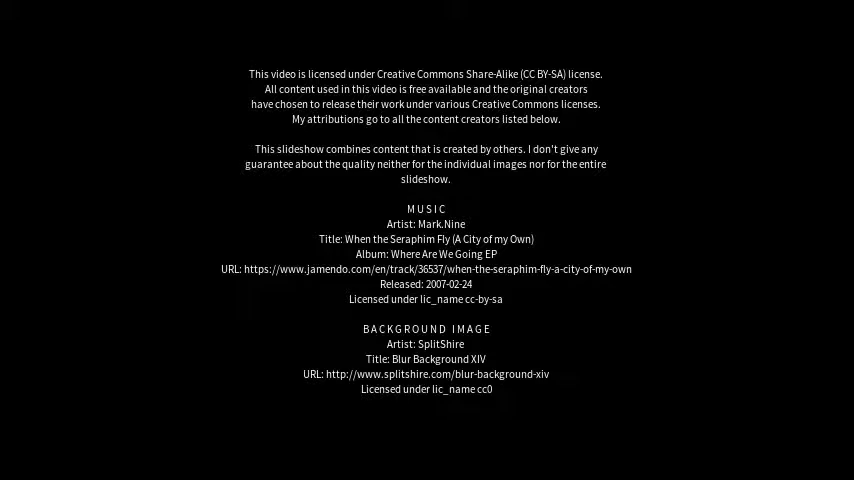 This video is licensed under Creative Commons Share-Alike (CC BY-SA) license.
All content used in this video is free available and the original creators
have chosen to release their work under various Creative Commons licenses.
My attributions go to all the content creators listed below.
This slideshow combines content that is created by others. I don't give any
guarantee about the quality neither for the individual images nor for the entire
slideshow.
MUSIC
Artist: Mark.Nine
Title: When the Seraphim Fly (A City of my Own)
Album: Where Are We Going EP
URL: https://www.jamendo.com/en/track/36537/when-the-seraphim-fly-a-city-of-my-own
Released: 2007-02-24
Licensed under lic_name cc-by-sa
BACKGROUND IMAGE
Artist: SplitShire
Title: Blur Background XIV
URL: http://www.splitshire.com/blur-background-xiv
Licensed under lic_name cc0